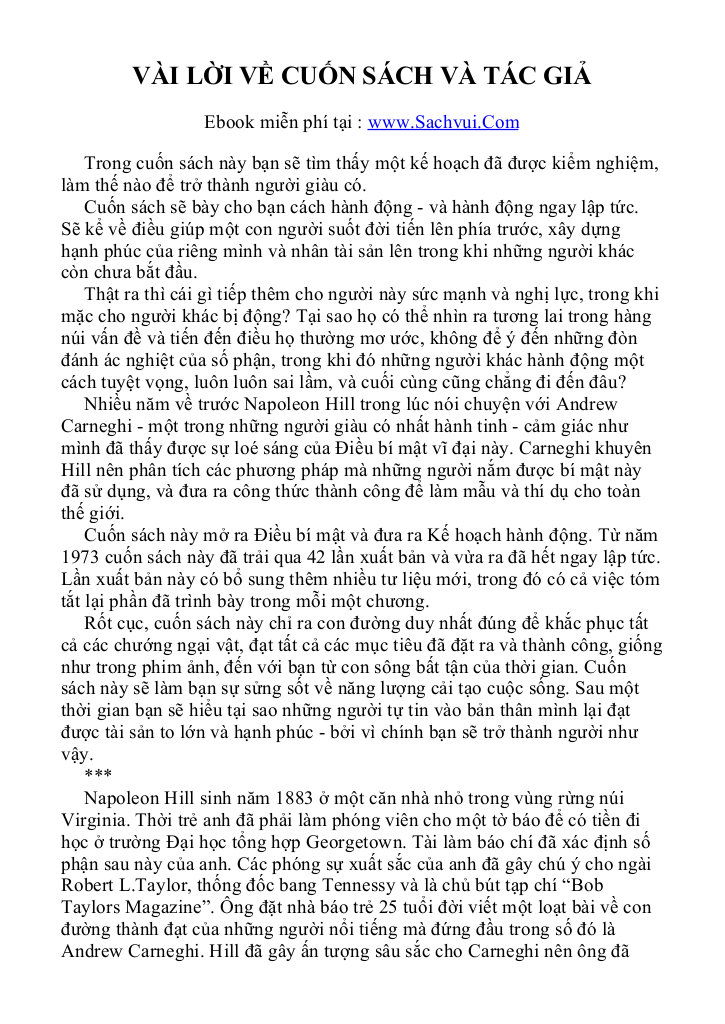 VÀI LỜI VỀ CUỐN SÁCH VÀ TÁC GIẢ
Ebook miễn phí tại : www.Sachvui.Com
Trong cuốn sách này bạn sẽ tìm thấy một kế hoạch đã được kiểm nghiệm,
làm thế nào để trở thành người giàu có.
Cuốn sách sẽ bày cho bạn cách hành động - và hành động ngay lập tức.
Sẽ kể về điều giúp một con người suốt đời tiến lên phía trước, xây dựng
hạnh phúc của riêng mình và nhân tài sản lên trong khi những người khác
còn chưa bắt đầu.
Thật ra thì cái gì tiếp thêm cho người này sức mạnh và nghị lực, trong khi
mặc cho người khác bị động? Tại sao họ có thể nhìn ra tương lai trong hàng
núi vấn đề và tiến đến điều họ thường mơ ước, không để ý đến những đòn
đánh ác nghiệt của số phận, trong khi đó những người khác hành động một
cách tuyệt vọng, luôn luôn sai lầm, và cuối cùng cũng chẳng đi đến đâu?
Nhiều năm về trước Napoleon Hill trong lúc nói chuyện với Andrew
Carneghi - một trong những người giàu có nhất hành tinh - cảm giác như
mình đã thấy được sự loé sáng của Điều bí mật vĩ đại này. Carneghi khuyên
Hill nên phân tích các phương pháp mà những người nắm được bí mật này
đã sử dụng, và đưa ra công thức thành công để làm mẫu và thí dụ cho toàn
thế giới.
Cuốn sách này mở ra Điều bí mật và đưa ra Kế hoạch hành động. Từ năm
1973 cuốn sách này đã trải qua 42 lần xuất bản và vừa ra đã hết ngay lập tức.
Lần xuất bản này có bổ sung thêm nhiều tư liệu mới, trong đó có cả việc tóm
tắt lại phần đã trình bày trong mỗi một chương.
Rốt cục, cuốn sách này chỉ ra con đường duy nhất đúng để khắc phục tất
cả các chướng ngại vật, đạt tất cả các mục tiêu đã đặt ra và thành công, giống
như trong phim ảnh, đến với bạn từ con sông bất tận của thời gian. Cuốn
sách này sẽ làm bạn sự sửng sốt về năng lượng cải tạo cuộc sống. Sau một
thời gian bạn sẽ hiểu tại sao những người tự tin vào bản thân mình lại đạt
được tài sản to lớn và hạnh phúc - bởi vì chính bạn sẽ trở thành người như
vậy.
***
Napoleon Hill sinh năm 1883 ở một căn nhà nhỏ trong vùng rừng núi
Virginia. Thời trẻ anh đã phải làm phóng viên cho một tờ báo để có tiền đi
học ở trường Đại học tổng hợp Georgetown. Tài làm báo chí đã xác định số
phận sau này của anh. Các phóng sự xuất sắc của anh đã gây chú ý cho ngài
Robert L.Taylor, thống đốc bang Tennessy và là chủ bút tạp chí “Bob
Taylors Magazine”. Ông đặt nhà báo trẻ 25 tuổi đời viết một loạt bài về con
đường thành đạt của những người nổi tiếng mà đứng đầu trong số đó là
Andrew Carneghi. Hill đã gây ấn tượng sâu sắc cho Carneghi nên ông đã